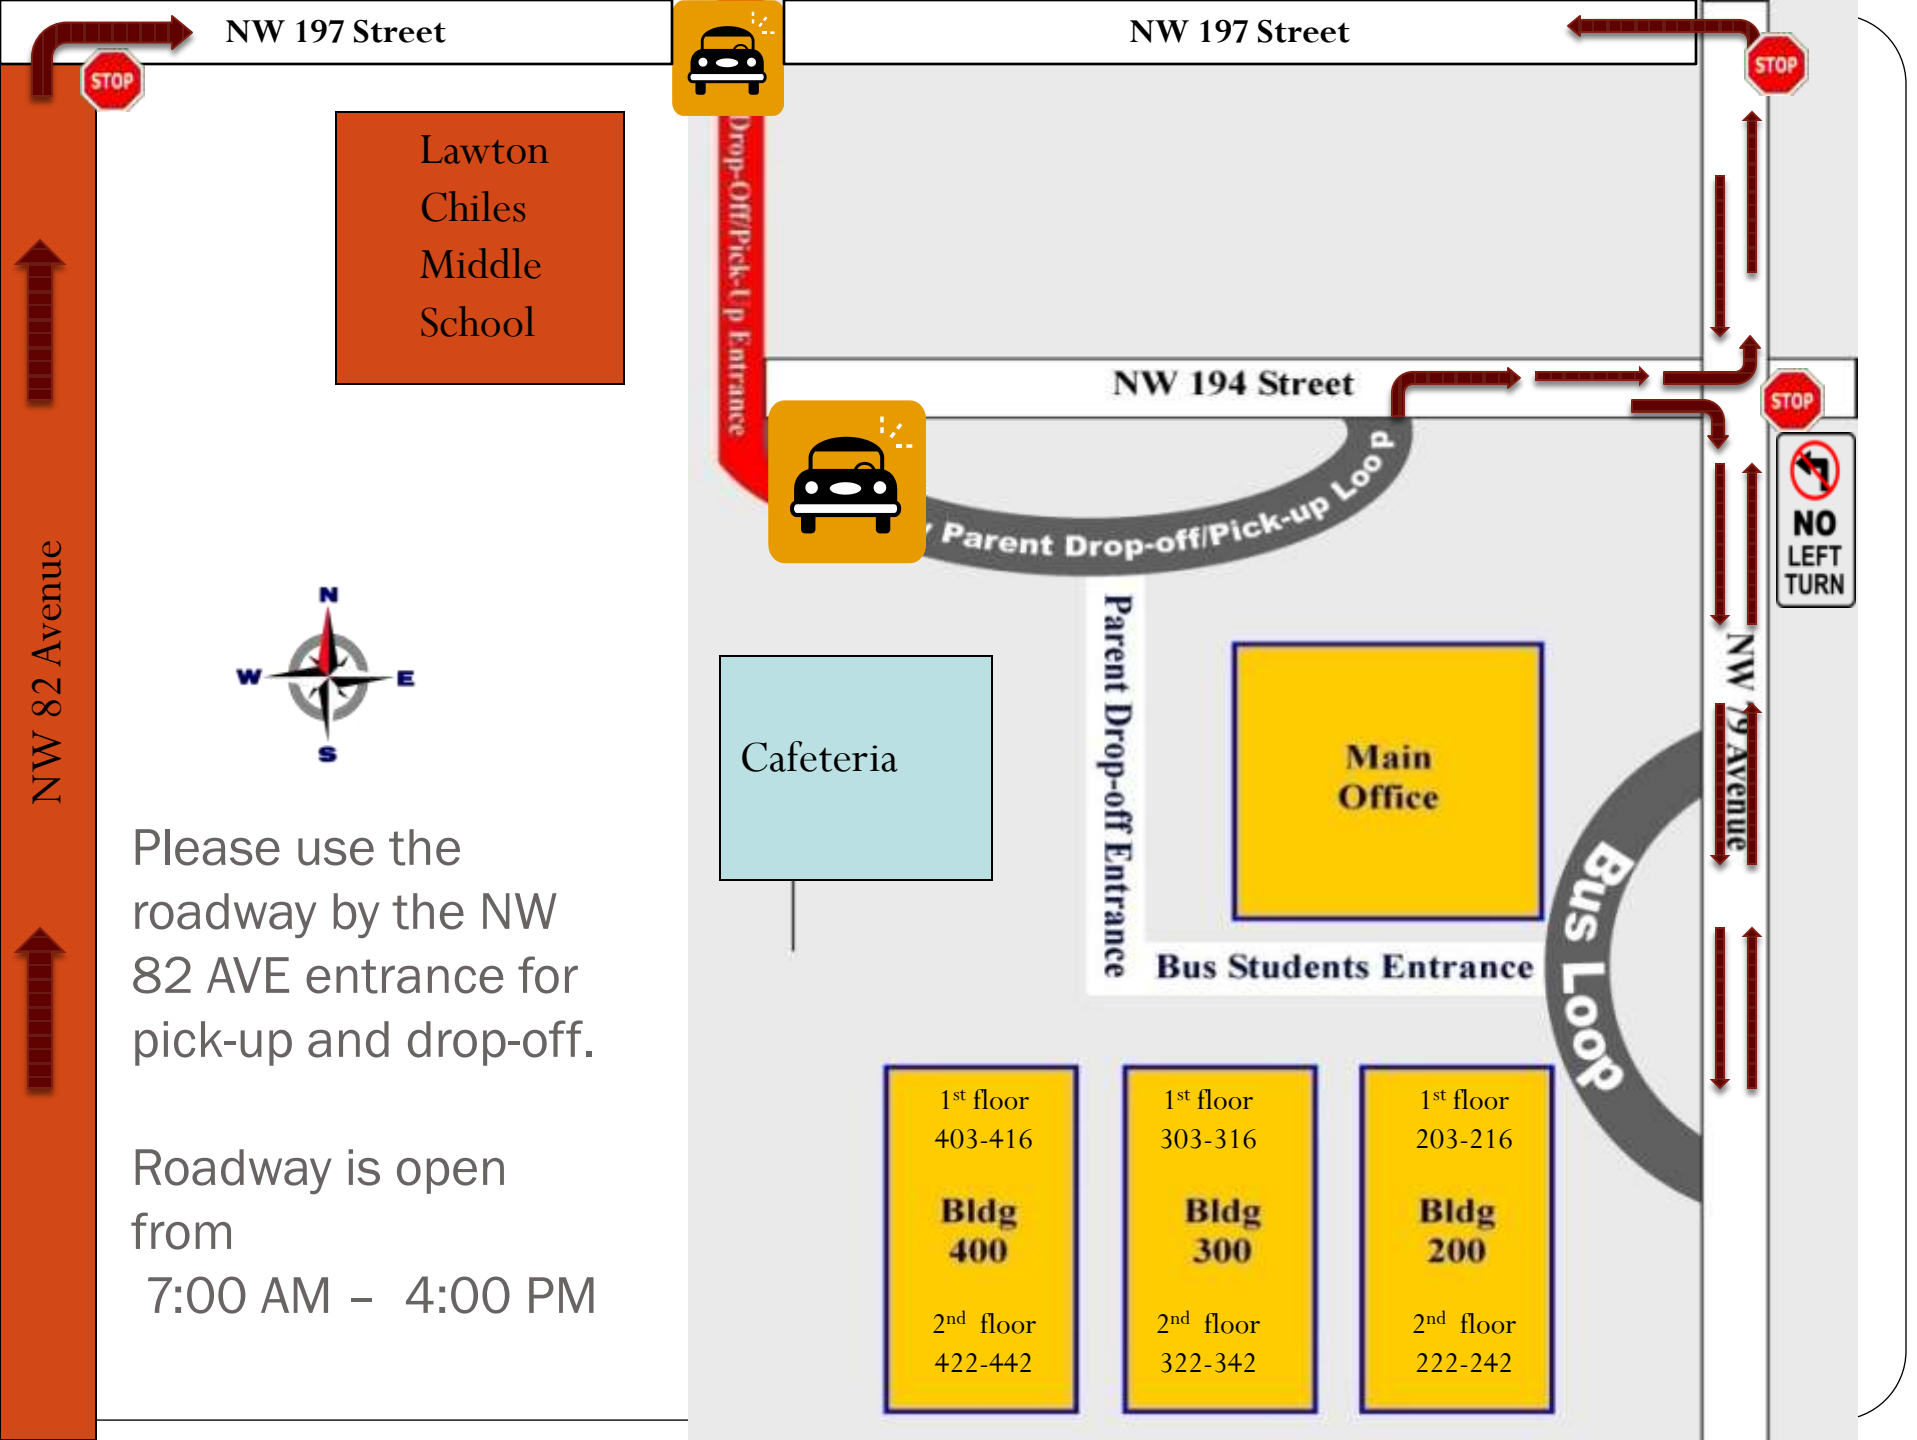 NW 197 Street
NW 197 Street
STOP
STOP
Lawton
Chiles
Middle
School
Drop-Off/Pick-Up Entrance
NW 194 Street
STOP
NO
LEFT
TURN
Parent Drop-off/Pick-up Loop
NW 82 Avenue
N
W
E
S
Parent Drop-off Entrance
NW 79 Avenue
Cafeteria
Main
Office
Bus Loop
Bus Students Entrance
Please use the
roadway by the NW
82 AVE entrance for
pick-up and drop-off.
Roadway is open
from
7:00 AM – 4:00 PM
1st floor
403-416
Bldg
400
2nd floor
422-442
1st floor
303-316
Bldg
300
2nd floor
322-342
1st floor
203-216
Bldg
200
2nd floor
222-242